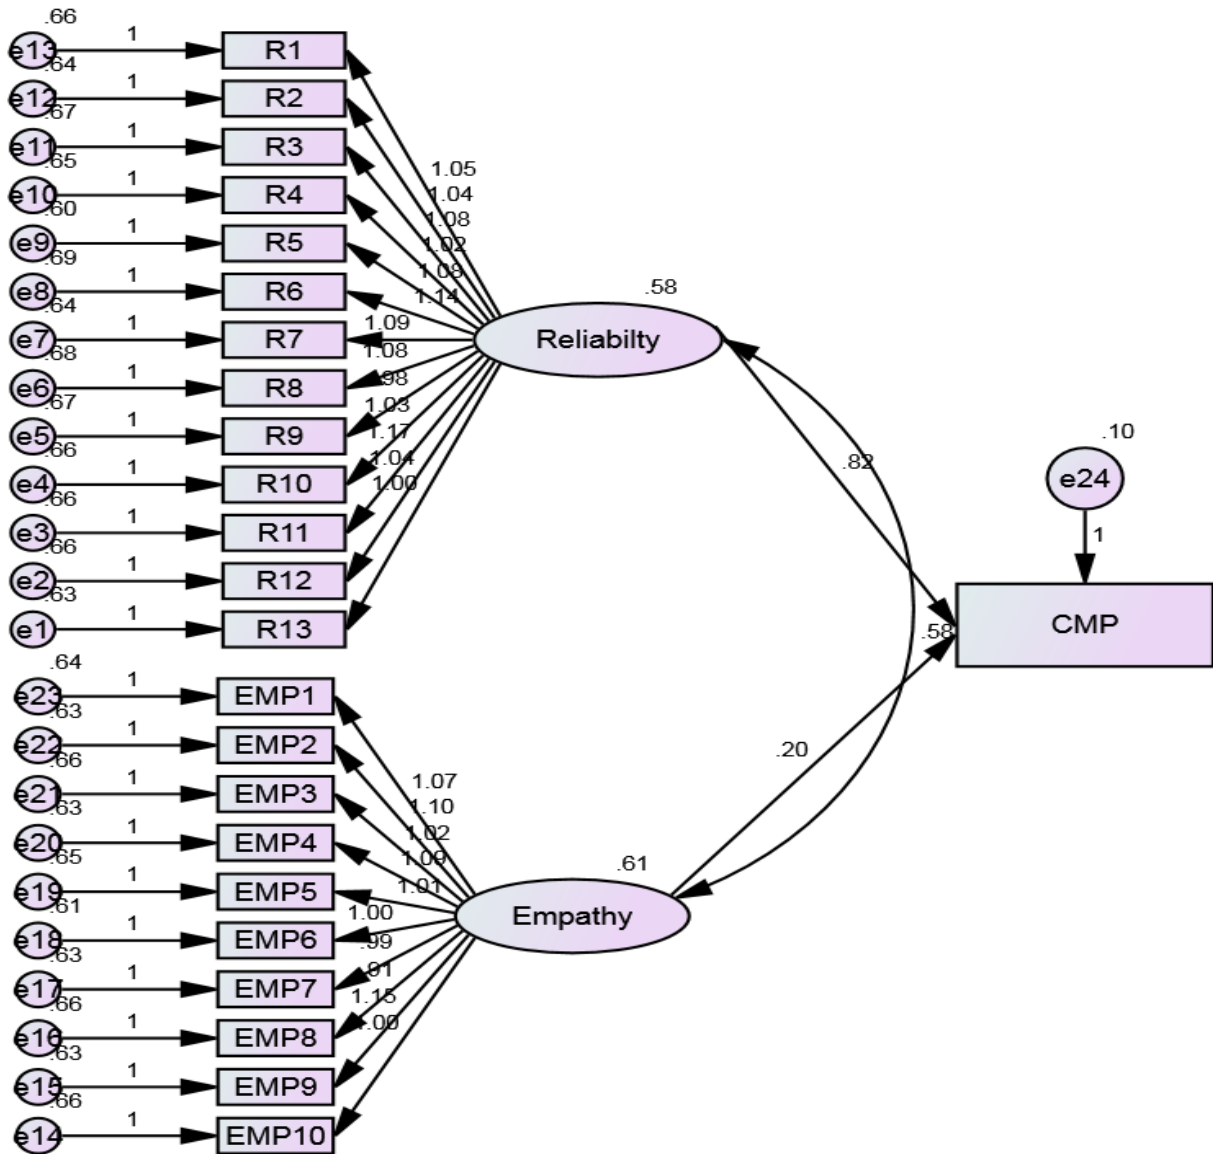 .66
e13 1 R1
.64
e12 1 R2
.67
e11 1 R3
.65
e10 1 R4
.60
e9 1 R5
.69
e8 1 R6
.64
e7 1 R7
.68
e6 1 R8
.67
e5 1 R9
.66
e4 1 R10
.66
e3 1 R11
.66
e2 1 R12
.63
e1 1 R13
1.05
1.04
1.08
1.02
1.08
1.14
1.09
1.08
.98
1.03
1.17
1.04
1.00
.58
Reliabilty
.82
.10
e24
1
CMP
.58
.20
.64
e23 1 EMP1
.63
e22 1 EMP2
.66
e21 1 EMP3
.63
e20 1 EMP4
.65
e19 1 EMP5
.61
e18 1 EMP6
.63
e17 1 EMP7
.66
e16 1 EMP8
.63
e15 1 EMP9
.66
e14 1 EMP10
1.07
1.10
1.02
1.09
1.01
1.00
.99
.91
1.15
1.00
.61
Empathy